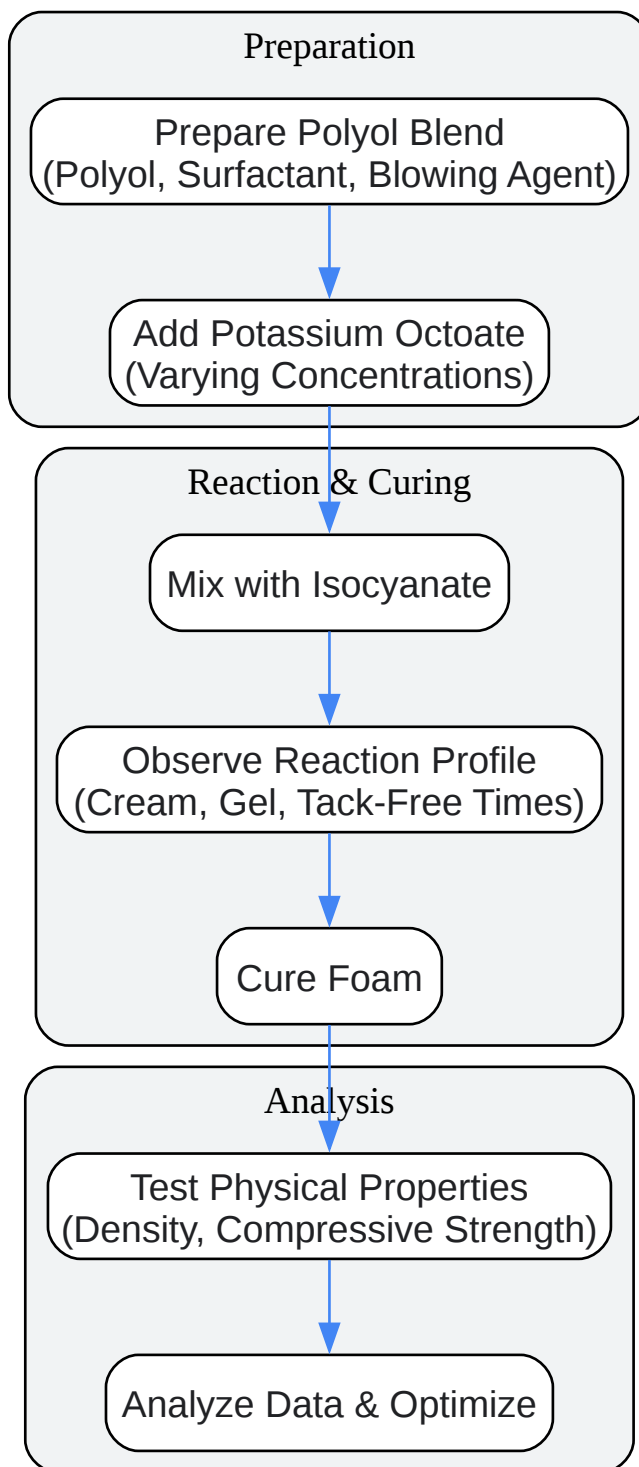 Preparation
Prepare Polyol Blend
(Polyol, Surfactant, Blowing Agent)
Add Potassium Octoate
(Varying Concentrations)
Reaction & Curing
Mix with Isocyanate
Observe Reaction Profile
(Cream, Gel, Tack-Free Times)
Cure Foam
Analysis
Test Physical Properties
(Density, Compressive Strength)
Analyze Data & Optimize